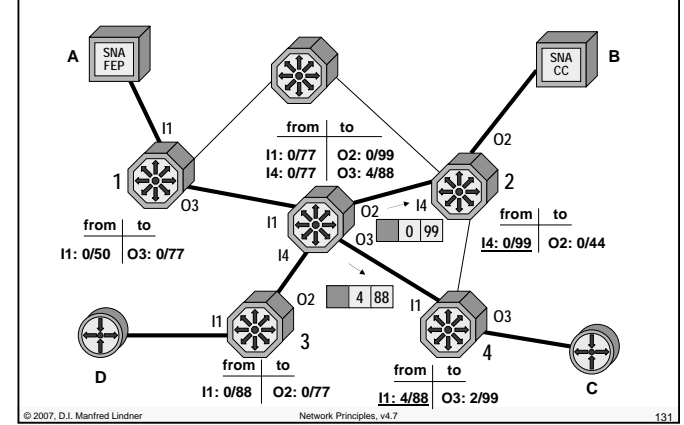 A
SNA
FEP
SNA
CC
B
I1
from to
I1: 0/77 O2: 0/99
I4: 0/77 O3: 4/88
O2
1
O3
I1
O2
I4
2
O3
0 99
from to
I1: 0/50 O3: 0/77
from to
I4: 0/99 O2: 0/44
I4
4 88
O2
I1
3
I1
O3
4
D
C
from to
I1: 0/88 O2: 0/77
from to
I1: 4/88 O3: 2/99
© 2007, D.I. Manfred Lindner
Network Principles, v4.7
131